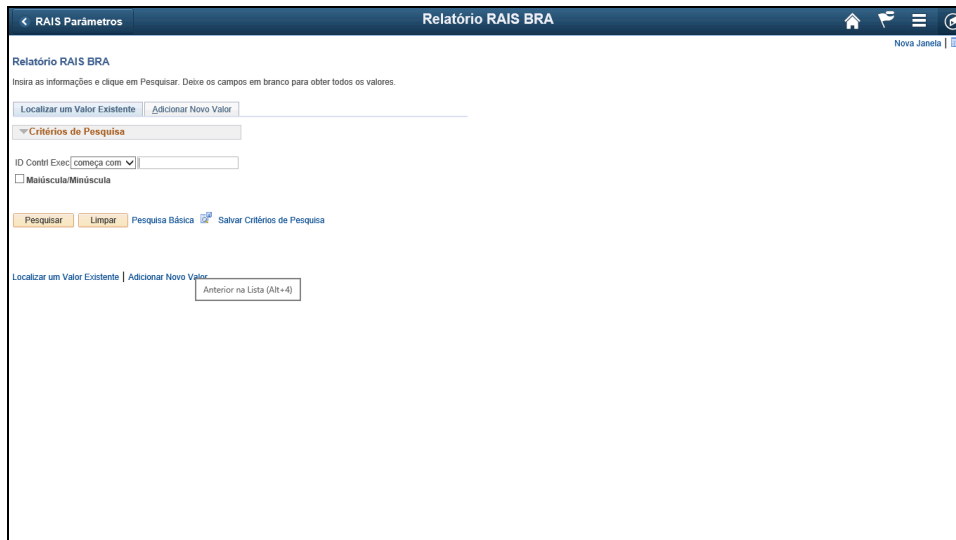 RAIS Parâmetros
Relatório RAIS BRA
Nova Janela |
Relatório RAIS BRA
Insira as informações e clique em Pesquisar. Deixe os campos em branco para obter todos os valores.
Localizar um Valor Existente
Adicionar Novo Valor
Critérios de Pesquisa
ID Contrl Exec começa com
Maiúscula/Minúscula
Pesquisar Limpar Pesquisa Básica Salvar Critérios de Pesquisa
Localizar um Valor Existente | Adicionar Novo Valor
Anterior na Lista (Alt+4)